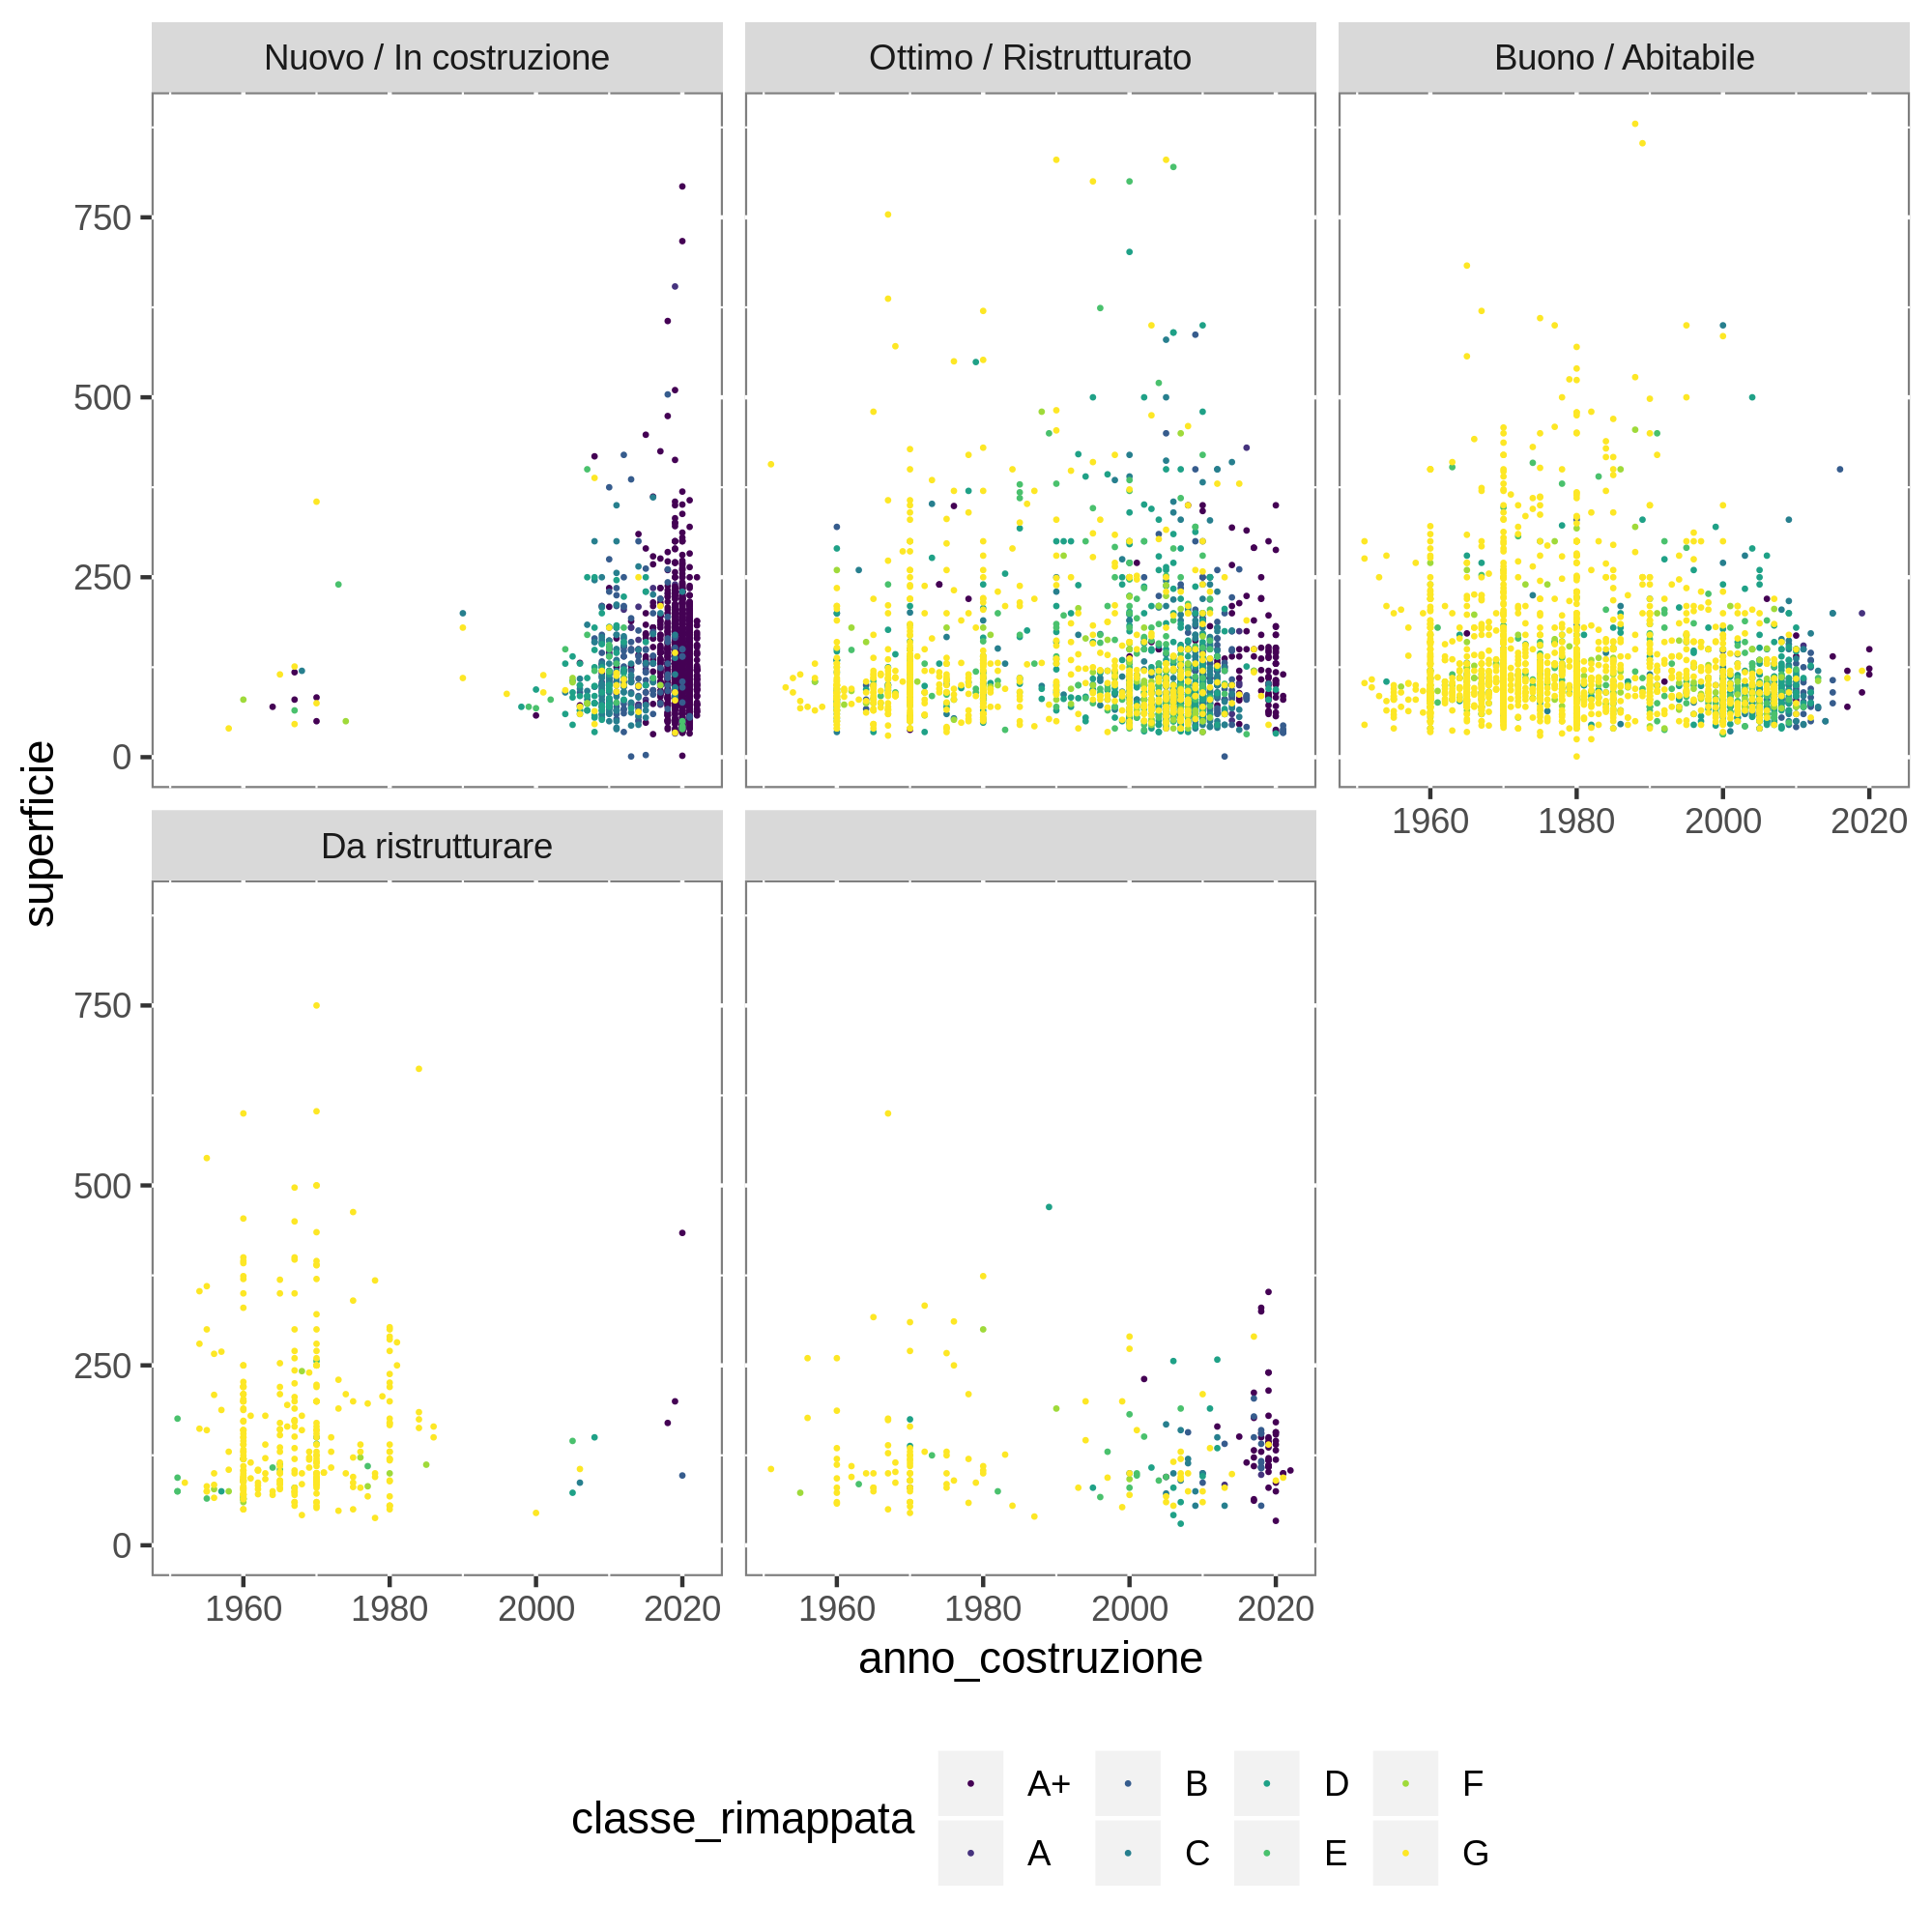 Nuovo / In costruzione
Ottimo / Ristrutturato
Buono / Abitabile
750
500
250
0
1960 1980 2000 2020
superficie
Da ristrutturare
750
500
250
0
1960 1980 2000 2020
1960 1980 2000 2020
anno_costruzione
classe_rimappata
A+ B D F
A C E G